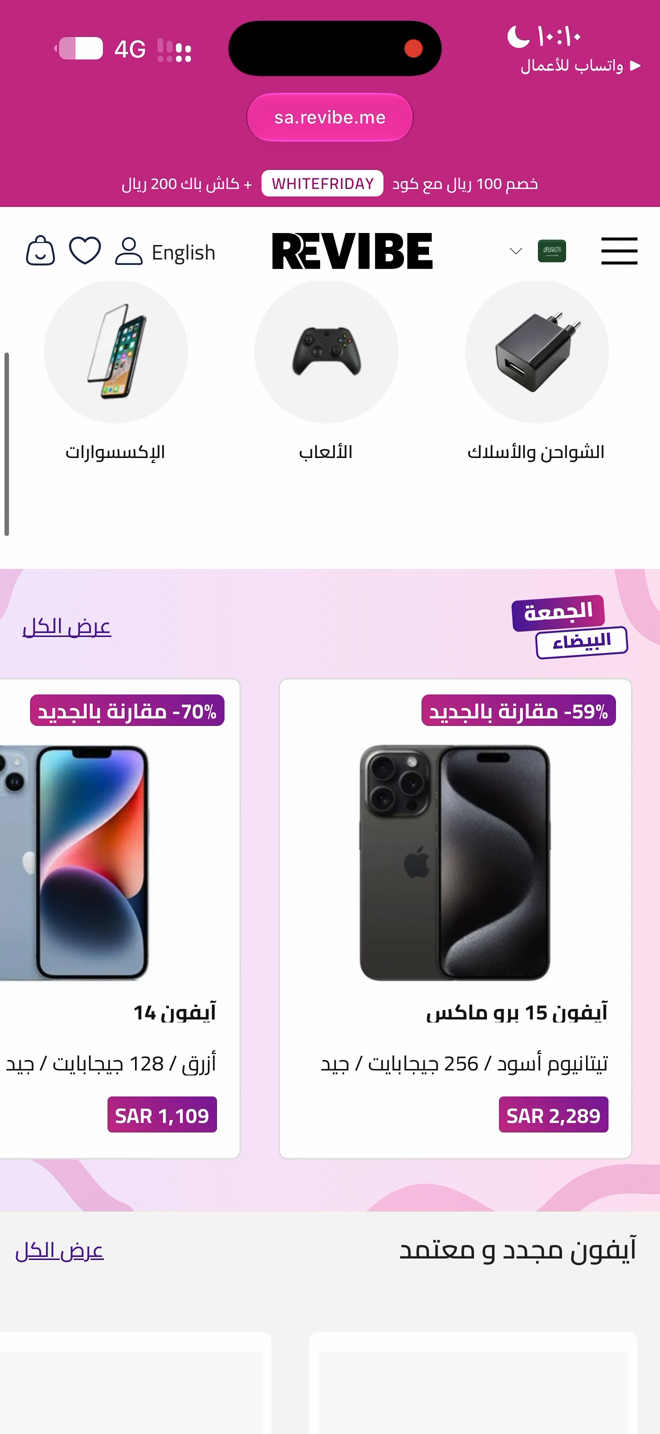 ١٠:١٠
4G
واتساب للأعمال ◀
sa.revibe.me
خصم 100 ريال مع كود WHITEFRIDAY + كاش باك 200 ريال
REVIBE
English
الشواحن والأسلاك
الألعاب
الإكسسوارات
الجمعة
البيضاء
عرض الكل
-59% مقارنة بالجديد
آيفون 15 برو ماكس
تيتانيوم أسود / 256 جيجابايت / جيد
SAR 2,289
-70% مقارنة بالجديد
آيفون 14
أزرق / 128 جيجابايت / جيد
SAR 1,109
آيفون مجدد و معتمد
عرض الكل